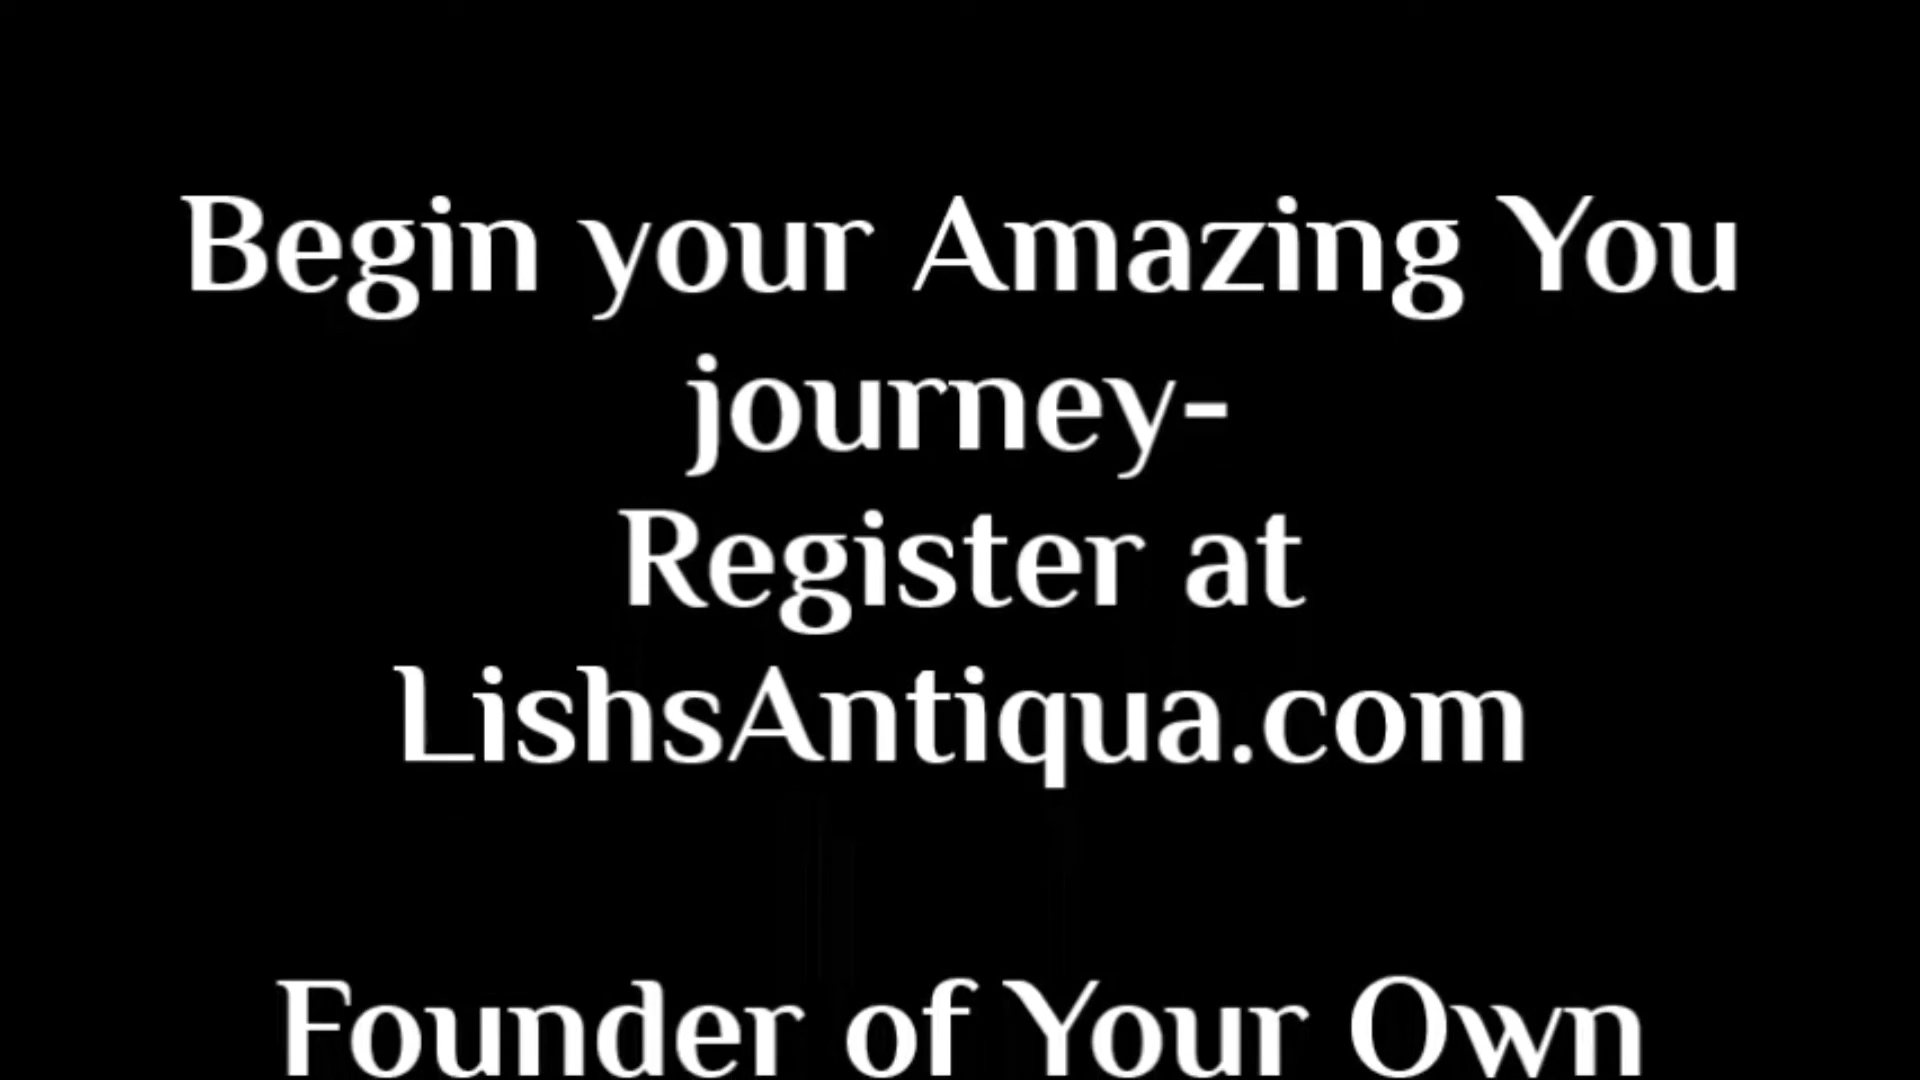 Begin your Amazing You
journey-
Register at
LishsAntiqua.com
Founder of Your Own